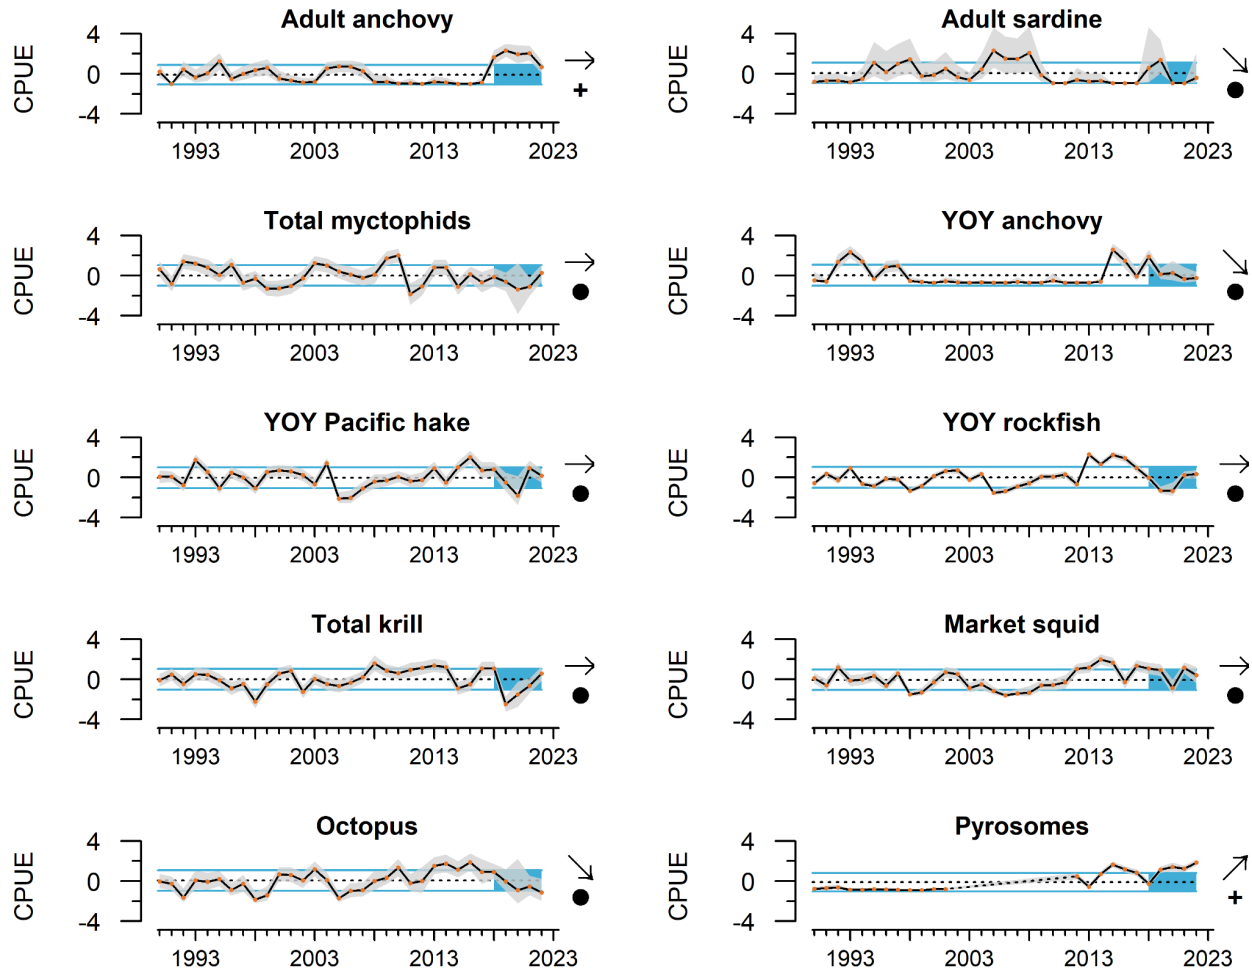 Adult anchovy
CPUE
4
0
-4
1993 2003 2013 2023
+
Adult sardine
CPUE
4
0
-4
1993 2003 2013 2023
Total myctophids
CPUE
4
0
-4
1993 2003 2013 2023
YOY anchovy
CPUE
4
0
-4
1993 2003 2013 2023
YOY Pacific hake
CPUE
4
0
-4
1993 2003 2013 2023
YOY rockfish
CPUE
4
0
-4
1993 2003 2013 2023
Total krill
CPUE
4
0
-4
1993 2003 2013 2023
Market squid
CPUE
4
0
-4
1993 2003 2013 2023
Octopus
CPUE
4
0
-4
1993 2003 2013 2023
Pyrosomes
CPUE
4
0
-4
1993 2003 2013 2023
+